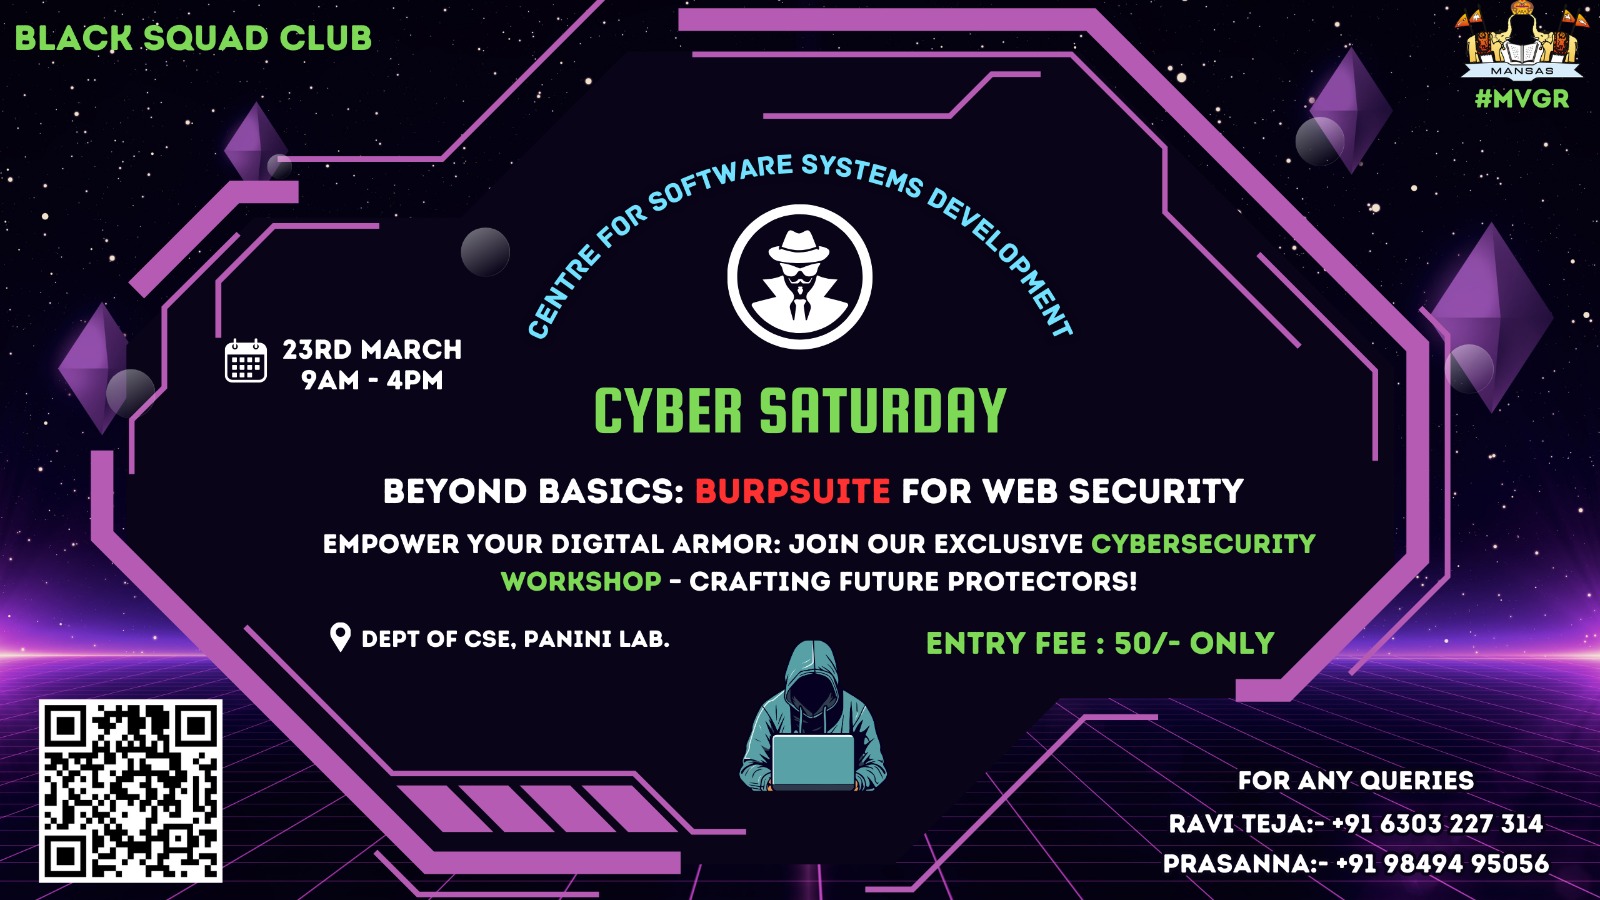 BLACK SQUAD CLUB
MANSAS
#MVGR
CENTRE FOR SOFTWARE SYSTEMS DEVELOPMENT
23RD MARCH
9AM - 4PM
CYBER SATURDAY
BEYOND BASICS: BURPSUITE FOR WEB SECURITY
EMPOWER YOUR DIGITAL ARMOR: JOIN OUR EXCLUSIVE CYBERSECURITY
WORKSHOP – CRAFTING FUTURE PROTECTORS!
DEPT OF CSE, PANINI LAB.
ENTRY FEE : 50/- ONLY
FOR ANY QUERIES
RAVI TEJA:- +91 6303 227 314
PRASANNA:- +91 98494 95056